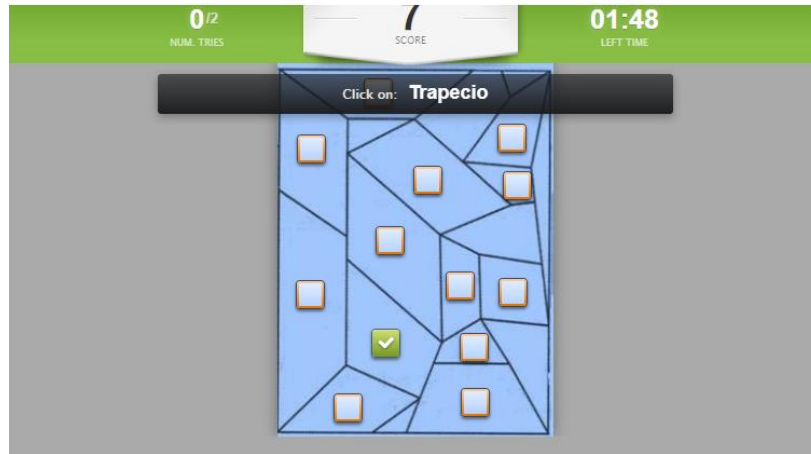 0/2
NUM. TRIES
7
SCORE
01:48
LEFT TIME
Click on: Trapecio